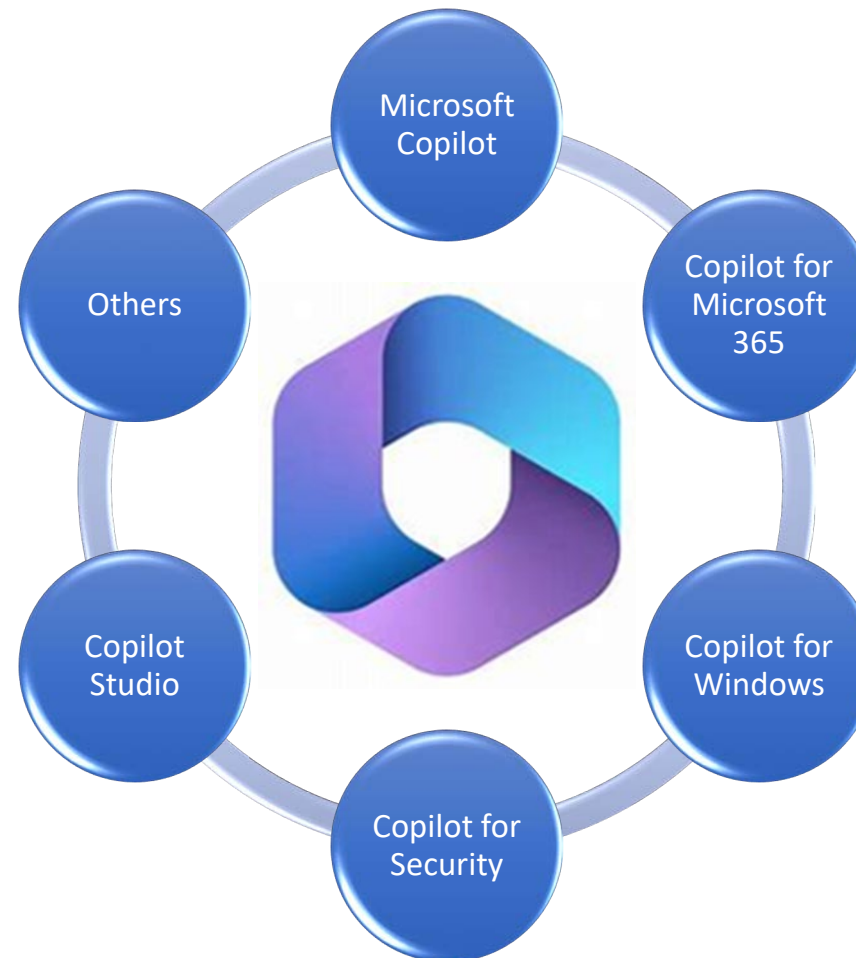 Microsoft
Copilot
Copilot for
Microsoft
365
Copilot for
Windows
Copilot for
Security
Copilot
Studio
Others